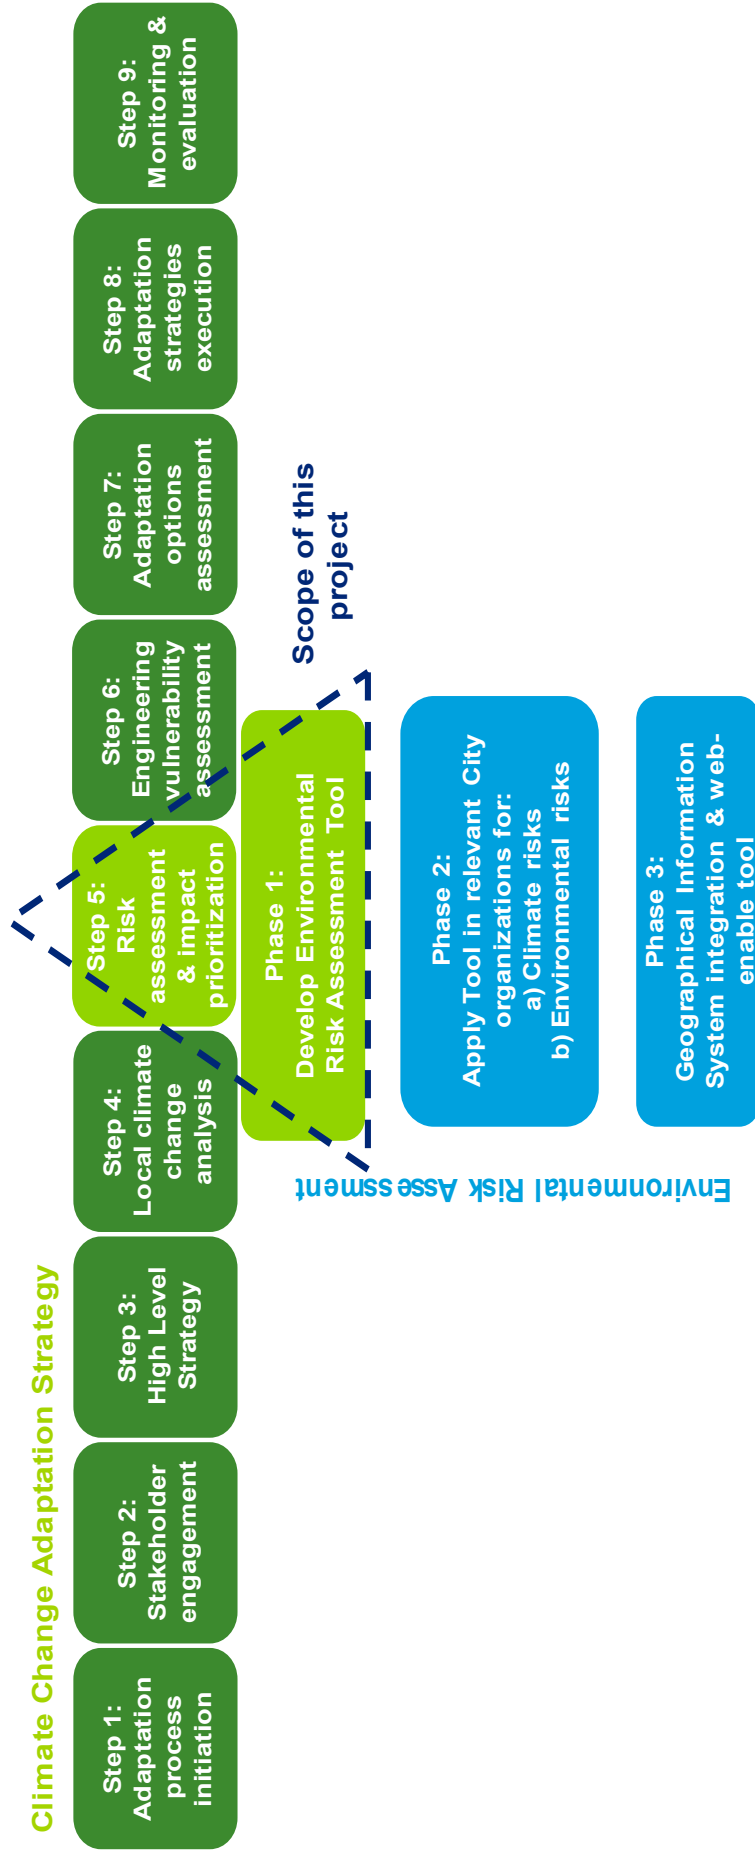 Climate Change Adaptation Strategy
Step 1:
Adaptation
process
initiation
Step 2:
Stakeholder
engagement
Step 3:
High Level
Strategy
Step 4:
Local climate
change
analysis
Step 5:
Risk
assessment
& impact
prioritization
Step 6:
Engineering
vulnerability
assessment
Step 7:
Adaptation
options
assessment
Step 8:
Adaptation
strategies
execution
Step 9:
Monitoring &
evaluation
Scope of this
project
Environmental Risk Assessment
Phase 1:
Develop Environmental
Risk Assessment Tool
Phase 2:
Apply Tool in relevant City
organizations for:
a) Climate risks
b) Environmental risks
Phase 3:
Geographical Information
System integration & web-
enable tool